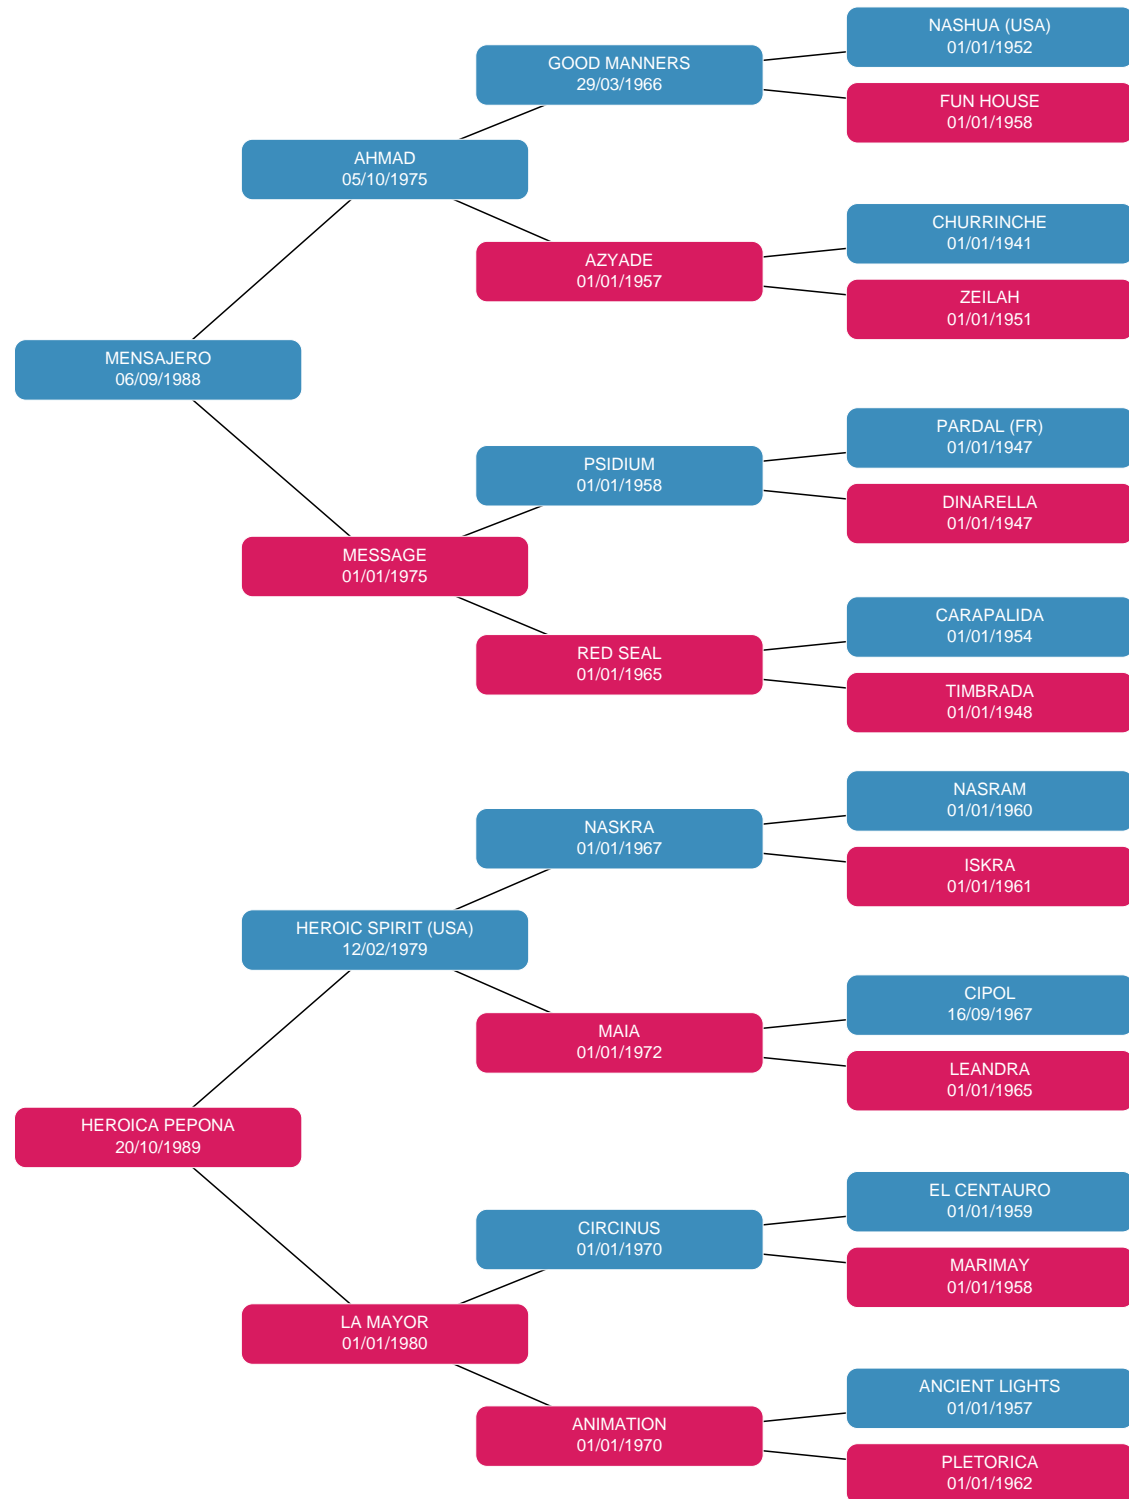 NASHUA (USA)
01/01/1952
GOOD MANNERS
29/03/1966
FUN HOUSE
01/01/1958
AHMAD
05/10/1975
CHURRINCHE
01/01/1941
AZYADE
01/01/1957
ZEILAH
01/01/1951
MENSAJERO
06/09/1988
PARDAL (FR)
01/01/1947
PSIDIUM
01/01/1958
DINARELLA
01/01/1947
MESSAGE
01/01/1975
CARAPALIDA
01/01/1954
RED SEAL
01/01/1965
TIMBRADA
01/01/1948
NASRAM
01/01/1960
NASKRA
01/01/1967
ISKRA
01/01/1961
HEROIC SPIRIT (USA)
12/02/1979
CIPOL
16/09/1967
MAIA
01/01/1972
LEANDRA
01/01/1965
HEROICA PEPONA
20/10/1989
EL CENTAURO
01/01/1959
CIRCINUS
01/01/1970
MARIMAY
01/01/1958
LA MAYOR
01/01/1980
ANCIENT LIGHTS
01/01/1957
ANIMATION
01/01/1970
PLETORICA
01/01/1962